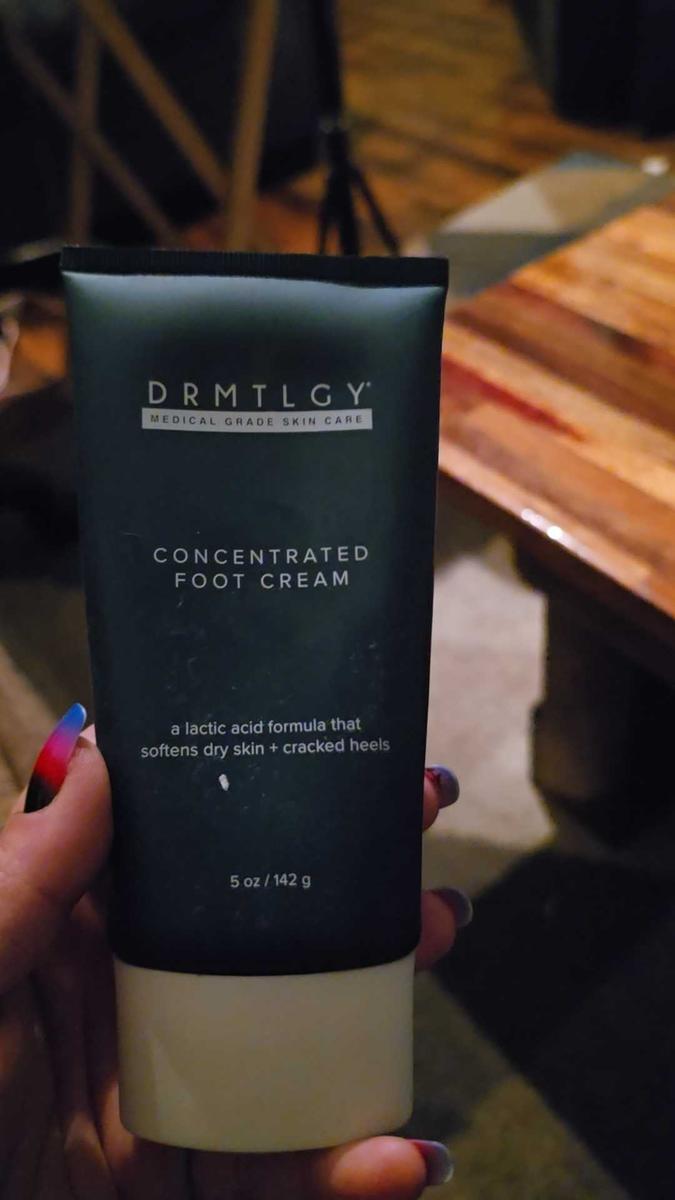 DRMTLGY
MEDICAL GRADE SKIN CARE
CONCENTRATED
FOOT CREAM
a lactic acid formula that
softens dry skin + cracked heels
5 oz / 142 g